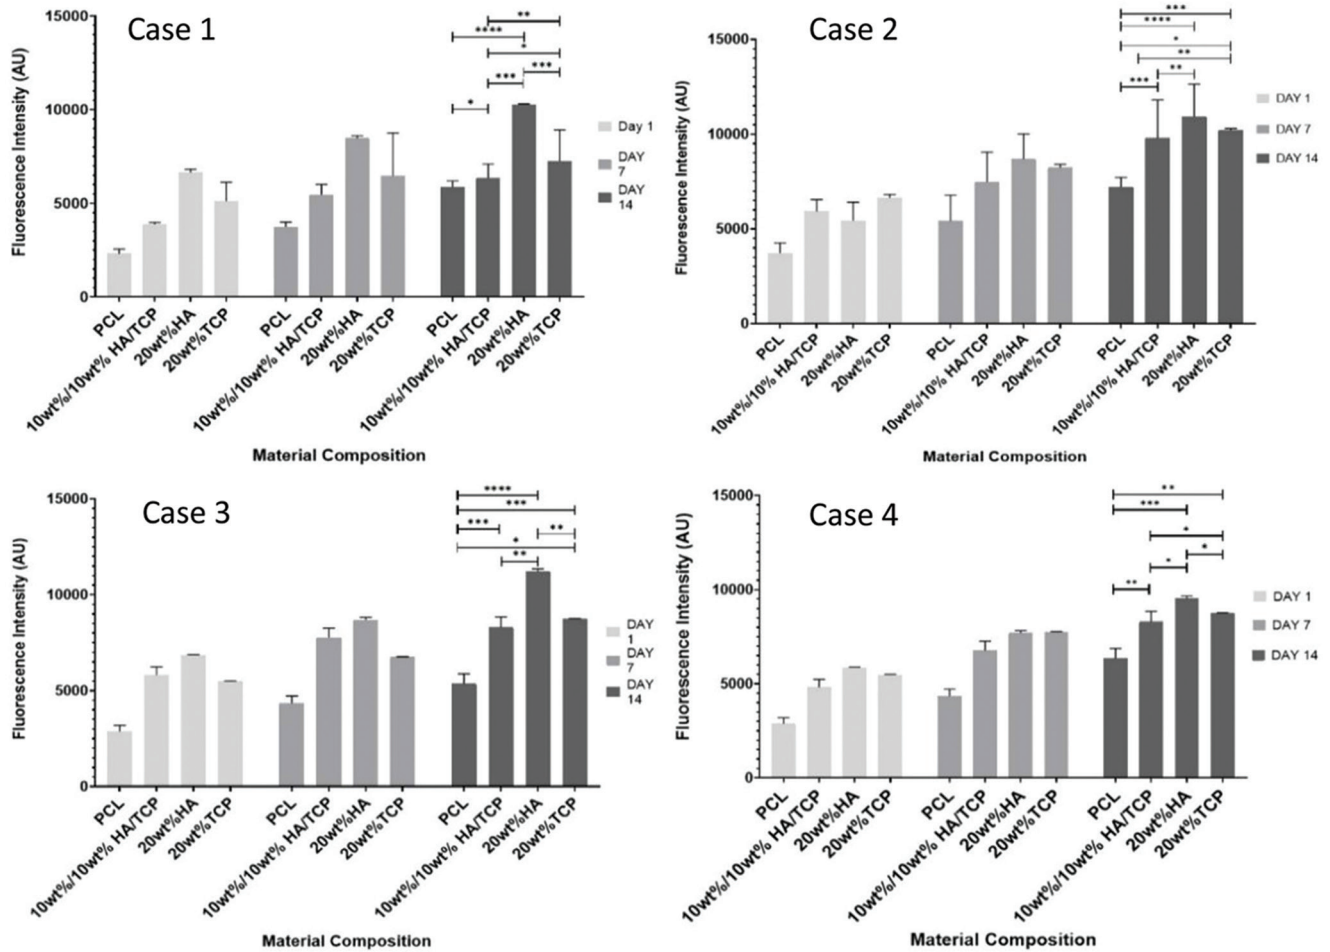 Case 1
Fluorescence Intensity (AU)
15000
10000
5000
0
**
****
*
***
***
*
Day 1
DAY
7
DAY
14
PCL
10wt%/10wt% HA/TCP
20wt%HA
20wt%TCP
PCL
10wt%/10wt% HA/TCP
20wt%HA
20wt%TCP
PCL
10wt%/10wt% HA/TCP
20wt%HA
20wt%TCP
Material Composition
Case 2
Fluorescence Intensity (AU)
15000
10000
5000
0
***
****
*
**
**
***
DAY 1
DAY 7
DAY 14
PCL
10wt%/10% HA/TCP
20wt%HA
20wt%TCP
PCL
10wt%/10% HA/TCP
20wt%HA
20wt%TCP
PCL
10wt%/10% HA/TCP
20wt%HA
20wt%TCP
Material Composition
Case 3
Fluorescence Intensity (AU)
15000
10000
5000
0
****
***
***
**
*
**
DAY
1
DAY
7
DAY
14
PCL
10wt%/10wt% HA/TCP
20wt%HA
20wt%TCP
PCL
10wt%/10wt% HA/TCP
20wt%HA
20wt%TCP
PCL
10wt%/10wt% HA/TCP
20wt%HA
20wt%TCP
Material Composition
Case 4
Fluorescence Intensity (AU)
15000
10000
5000
0
**
***
*
*
*
**
DAY 1
DAY 7
DAY 14
PCL
10wt%/10wt% HA/TCP
20wt%HA
20wt%TCP
PCL
10wt%/10wt% HA/TCP
20wt%HA
20wt%TCP
PCL
10wt%/10wt% HA/TCP
20wt%HA
20wt%TCP
Material Composition